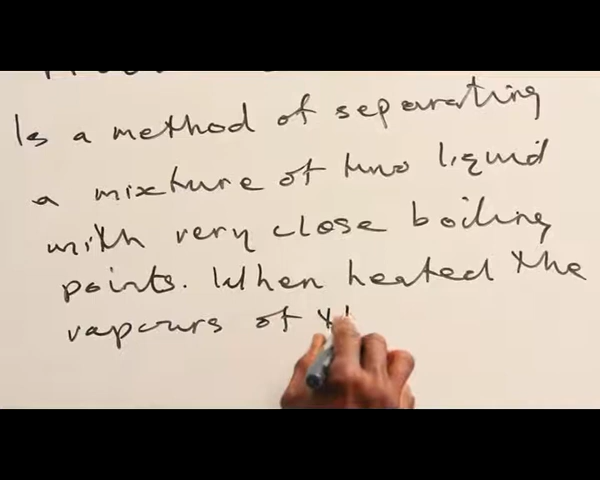 Is a method of separating
a mixture of two liquid
with very close boiling
points. When heated the
vapours of